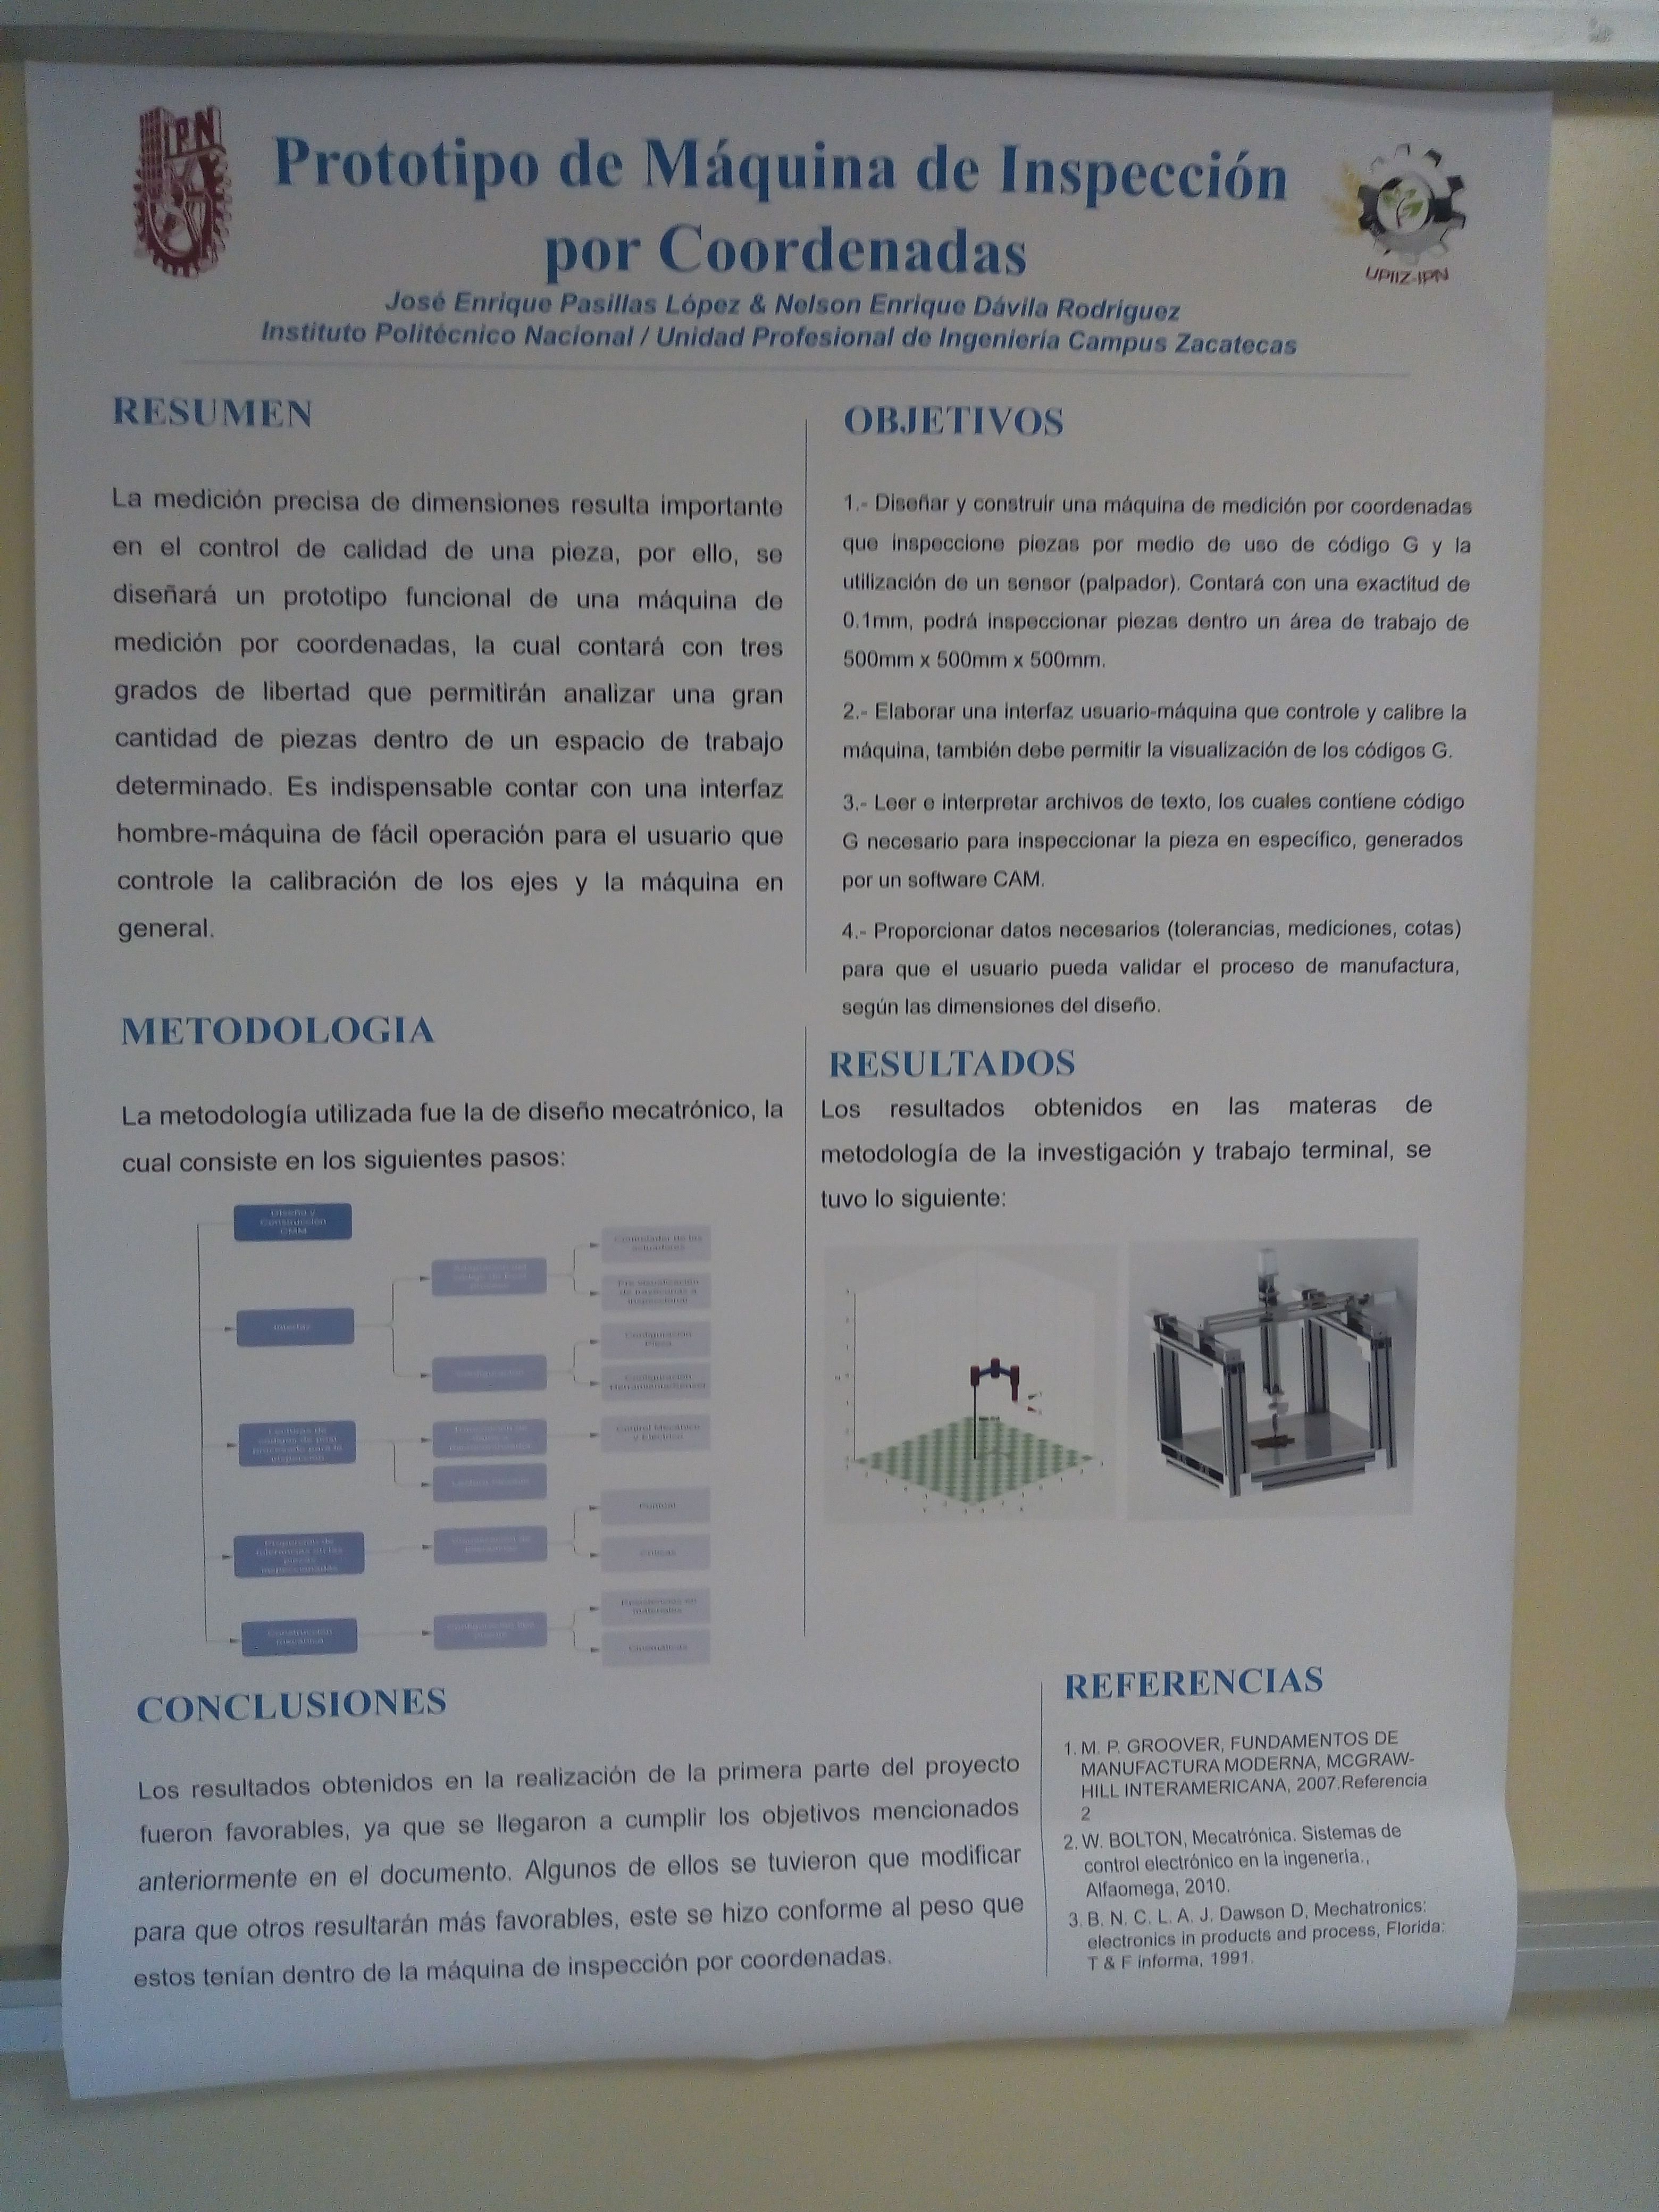 IPN
Prototipo de Máquina de Inspección
por Coordenadas
UPIIZ-IPN
José Enrique Pasillas López & Nelson Enrique Dávila Rodriguez
Instituto Politécnico Nacional / Unidad Profesional de Ingeniería Campus Zacatecas
RESUMEN
La medición precisa de dimensiones resulta importante
en el control de calidad de una pieza, por ello, se
diseñará un prototipo funcional de una máquina de
medición por coordenadas, la cual contará con tres
grados de libertad que permitirán analizar una gran
cantidad de piezas dentro de un espacio de trabajo
determinado. Es indispensable contar con una interfaz
hombre-máquina de fácil operación para el usuario que
controle la calibración de los ejes y la máquina en
general.
OBJETIVOS
1.- Diseñar y construir una máquina de medición por coordenadas
que inspeccione piezas por medio de uso de código G y la
utilización de un sensor (palpador). Contará con una exactitud de
0.1mm, podrá inspeccionar piezas dentro un área de trabajo de
500mm x 500mm x 500mm.
2.- Elaborar una interfaz usuario-máquina que controle y calibre la
máquina, también debe permitir la visualización de los códigos G.
3.- Leer e interpretar archivos de texto, los cuales contiene código
G necesario para inspeccionar la pieza en específico, generados
por un software CAM.
4.- Proporcionar datos necesarios (tolerancias, mediciones, cotas)
para que el usuario pueda validar el proceso de manufactura,
según las dimensiones del diseño.
METODOLOGIA
La metodología utilizada fue la de diseño mecatrónico, la
cual consiste en los siguientes pasos:
Diseño y
Construcción
CMM
Interfaz
Construcción
mecánica
Control Mecánico
y Eléctrico
RESULTADOS
Los resultados obtenidos en las materas de
metodología de la investigación y trabajo terminal, se
tuvo lo siguiente:
CONCLUSIONES
Los resultados obtenidos en la realización de la primera parte del proyecto
fueron favorables, ya que se llegaron a cumplir los objetivos mencionados
anteriormente en el documento. Algunos de ellos se tuvieron que modificar
para que otros resultarán más favorables, este se hizo conforme al peso que
estos tenían dentro de la máquina de inspección por coordenadas.
REFERENCIAS
1. M. P. GROOVER, FUNDAMENTOS DE
MANUFACTURA MODERNA, MCGRAW-
HILL INTERAMERICANA, 2007.Referencia
2
2. W. BOLTON, Mecatrónica. Sistemas de
control electrónico en la ingeneria.,
Alfaomega, 2010.
3. B. N. C. L. A. J. Dawson D, Mechatronics:
electronics in products and process, Florida:
T & F informa, 1991.